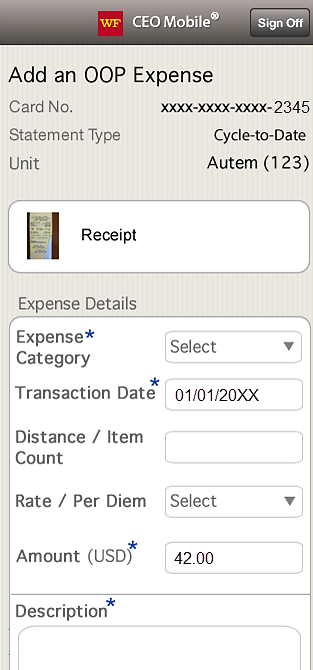 WF CEO Mobile® Sign Off
Add an OOP Expense
Card No. xxxx-xxxx-xxxx-2345
Statement Type Cycle-to-Date
Unit Autem (123)
Receipt
Expense Details
Expense*
Category Select
Transaction Date* 01/01/20XX
Distance / Item
Count
Rate / Per Diem Select
Amount (USD)* 42.00
Description*